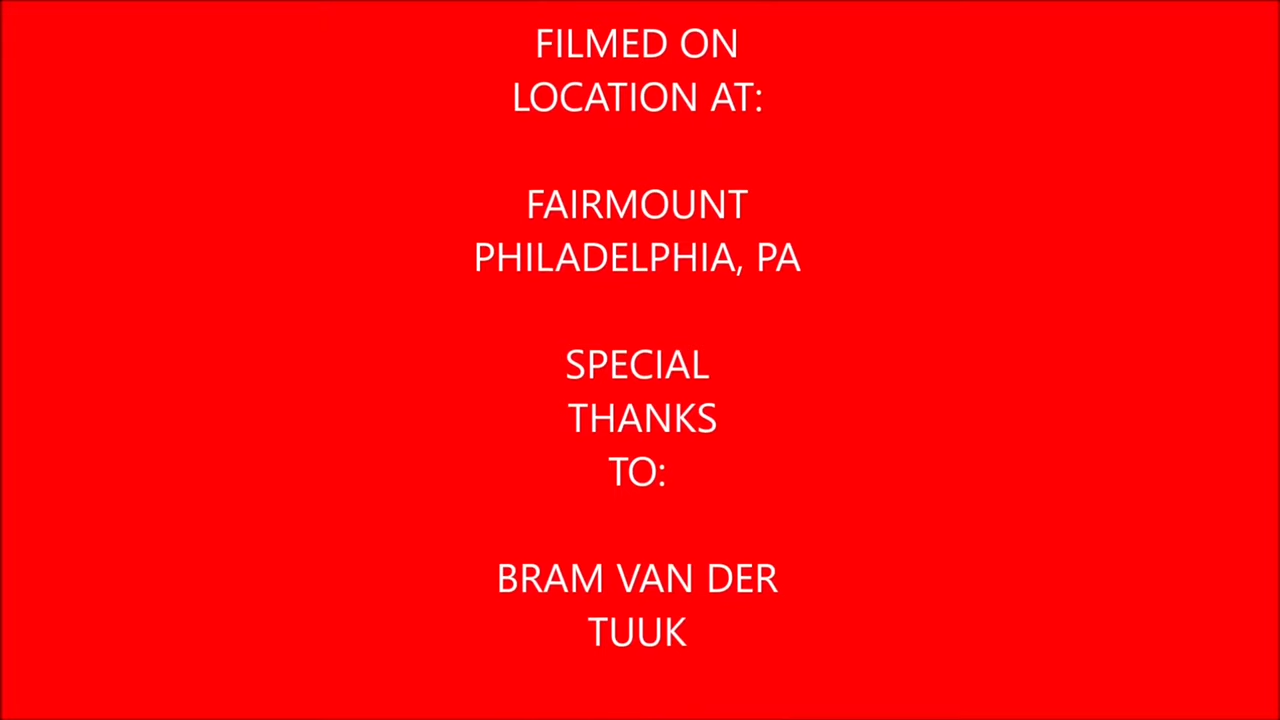 FILMED ON
LOCATION AT:
FAIRMOUNT
PHILADELPHIA, PA
SPECIAL
THANKS
TO:
BRAM VAN DER
TUUK